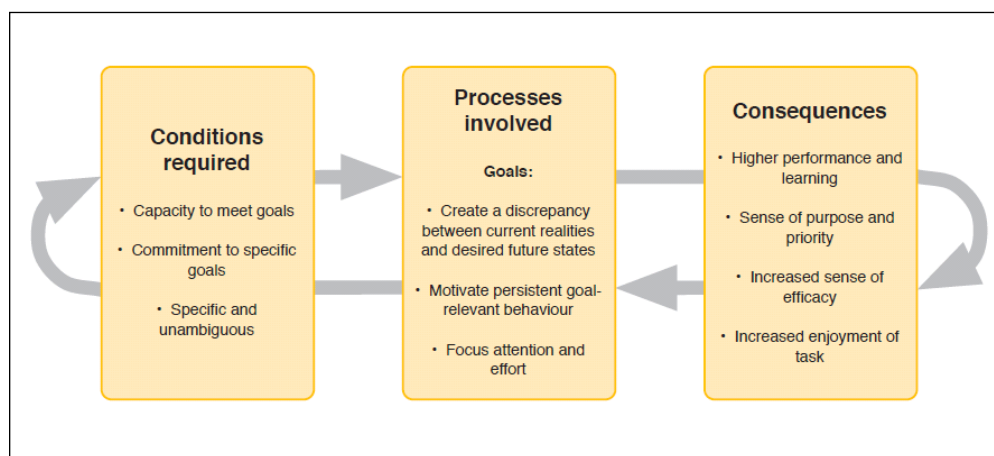 Conditions
required
• Capacity to meet goals
• Commitment to specific
goals
• Specific and
unambiguous
Processes
involved
Goals:
• Create a discrepancy
between current realities
and desired future states
• Motivate persistent goal-
relevant behaviour
• Focus attention and
effort
Consequences
• Higher performance and
learning
• Sense of purpose and
priority
• Increased sense of
efficacy
• Increased enjoyment of
task